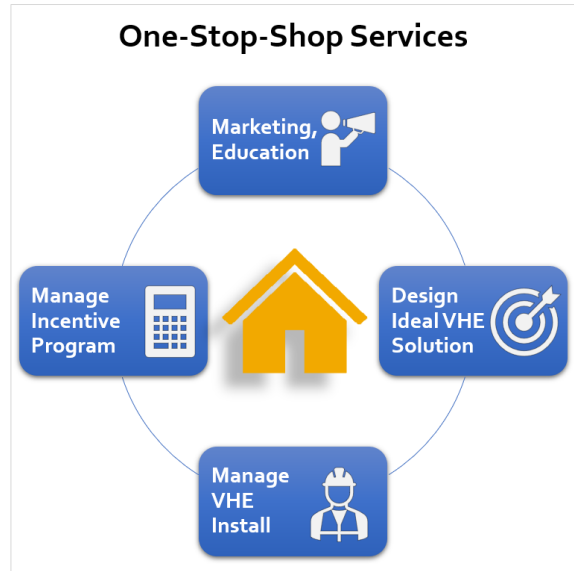 One-Stop-Shop Services
Marketing,
Education
Design
Ideal VHE
Solution
Manage
VHE
Install
Manage
Incentive
Program